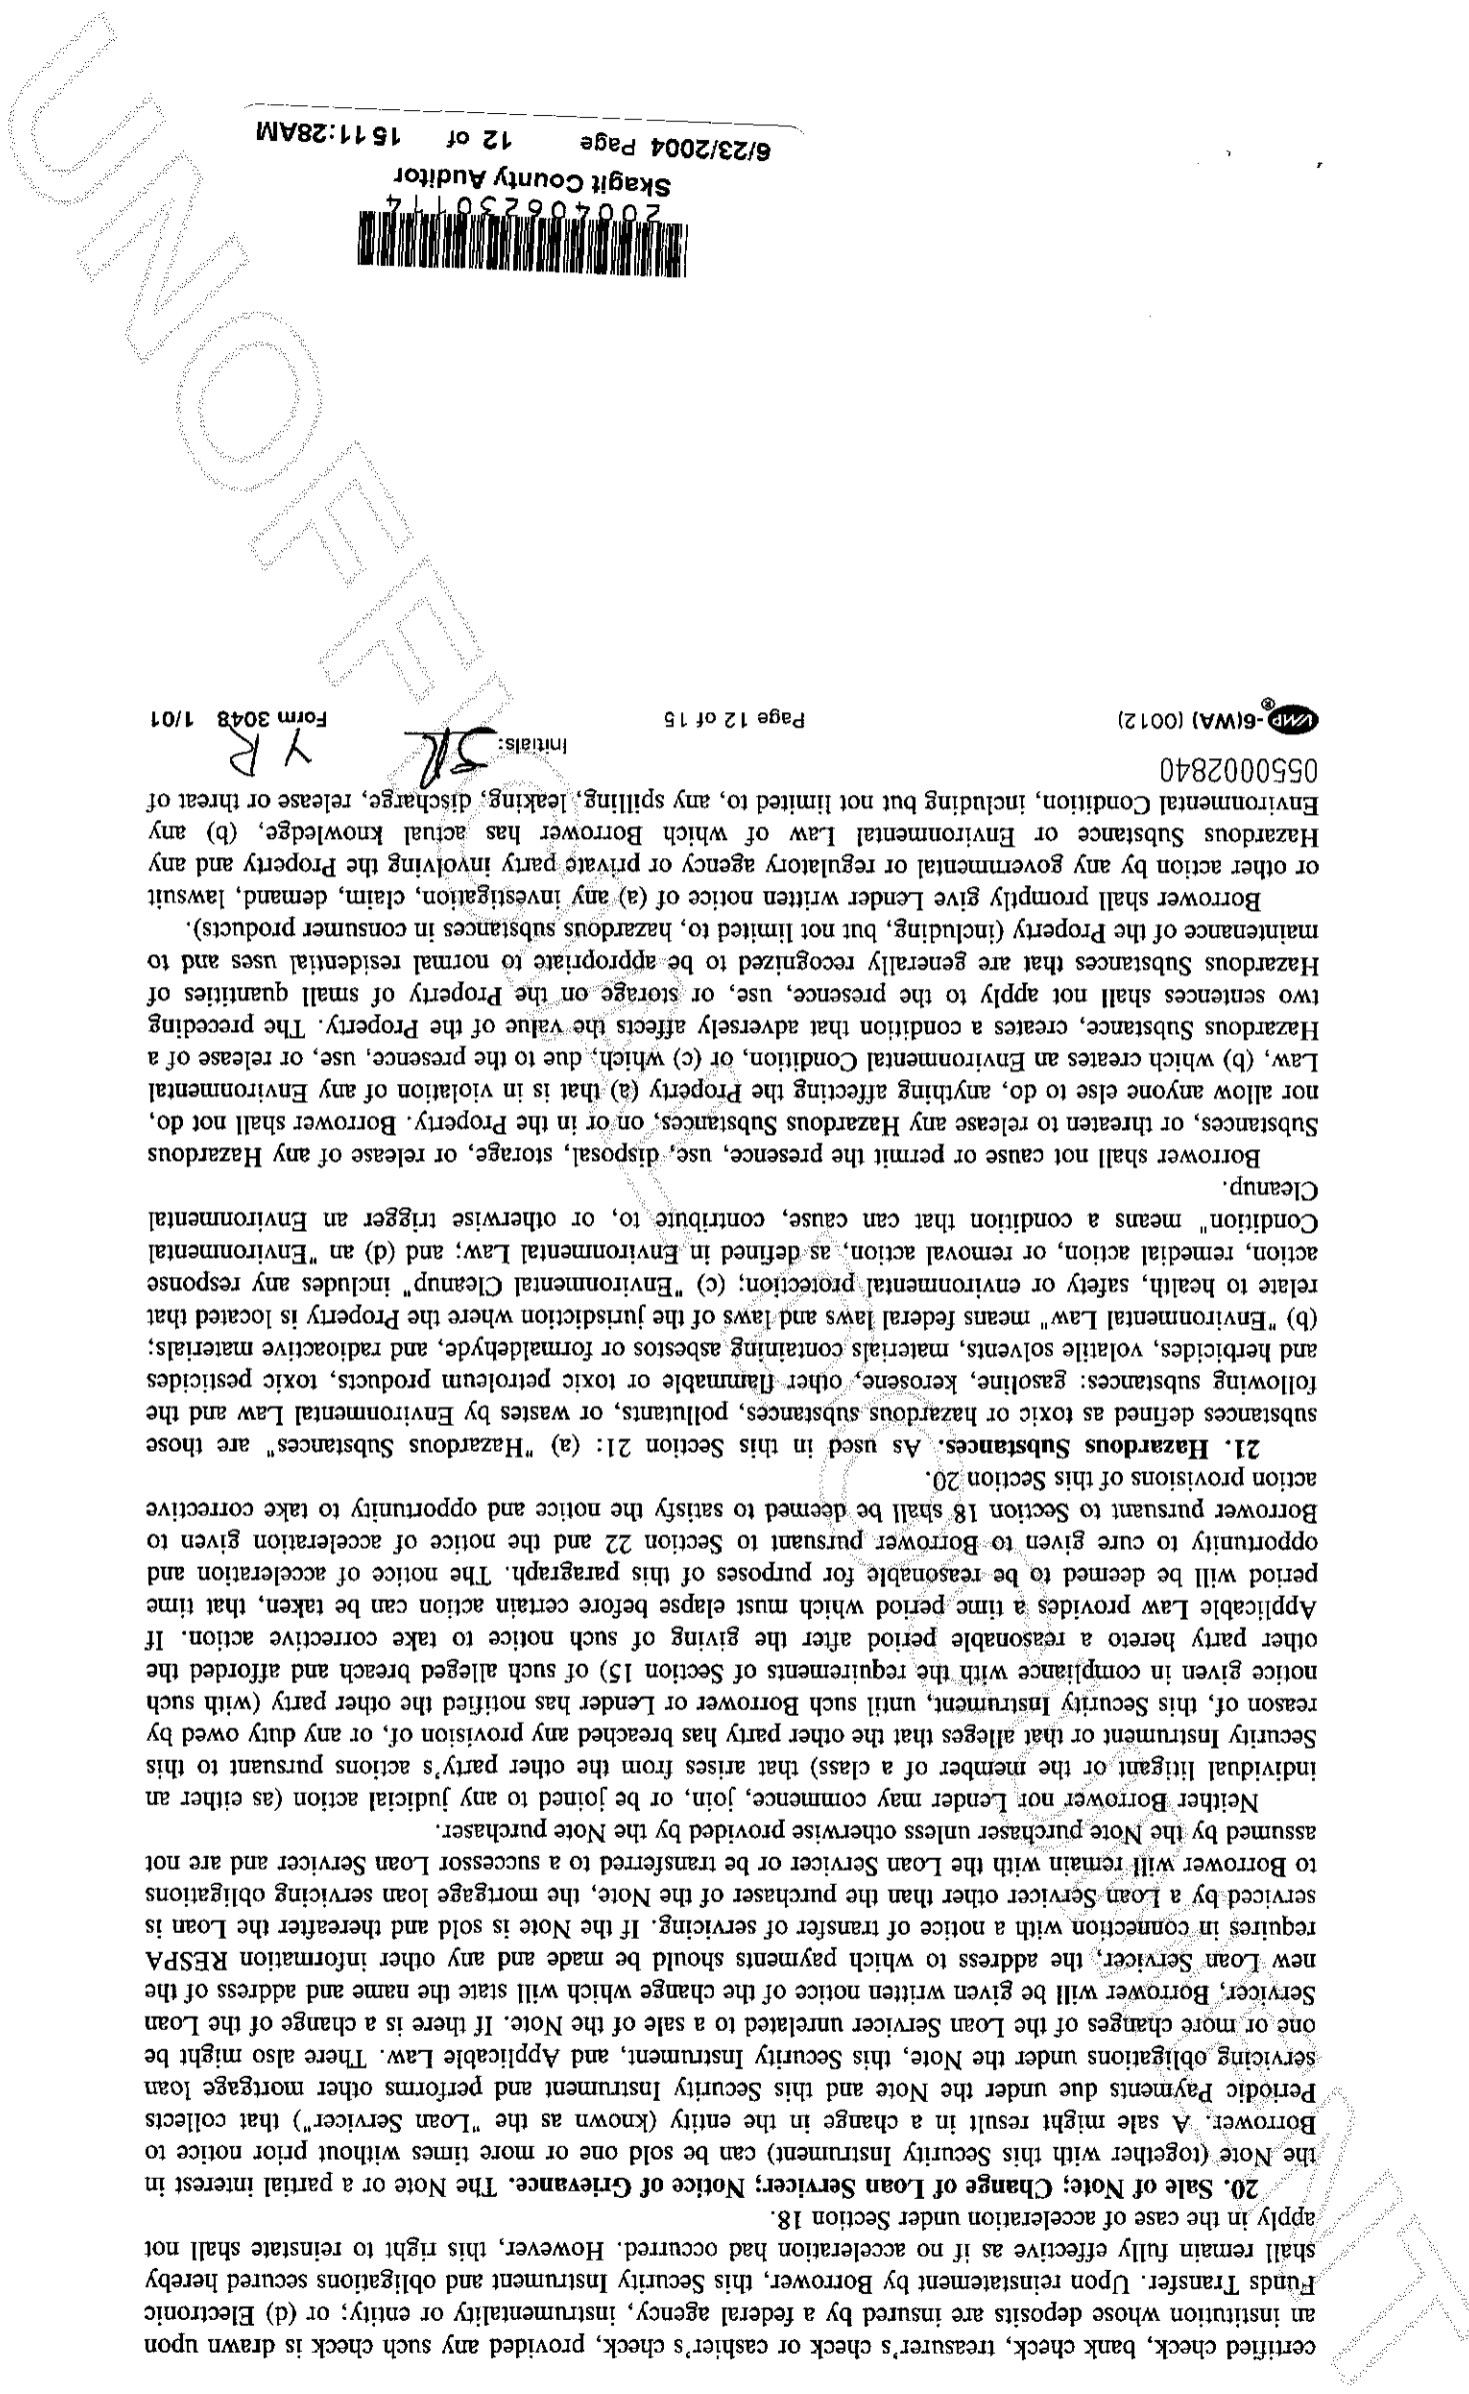 certified check, bank check, treasurer's check or cashier's check, provided any such check is drawn upon
an institution whose deposits are insured by a federal agency, instrumentality or entity; or (d) Electronic
Funds Transfer. Upon reinstatement by Borrower, this Security Instrument and obligations secured hereby
shall remain fully effective as if no acceleration had occurred. However, this right to reinstate shall not
apply in the case of acceleration under Section 18.
20. Sale of Note; Change of Loan Servicer; Notice of Grievance. The Note or a partial interest in
the Note (together with this Security Instrument) can be sold one or more times without prior notice to
Borrower. A sale might result in a change in the entity (known as the "Loan Servicer") that collects
Periodic Payments due under the Note and this Security Instrument and performs other mortgage loan
servicing obligations under the Note, this Security Instrument, and Applicable Law. There also might be
one or more changes of the Loan Servicer unrelated to a sale of the Note. If there is a change of the Loan
Servicer, Borrower will be given written notice of the change which will state the name and address of the
new Loan Servicer, the address to which payments should be made and any other information RESPA
requires in connection with a notice of transfer of servicing. If the Note is sold and thereafter the Loan is
serviced by a Loan Servicer other than the purchaser of the Note, the mortgage loan servicing obligations
to Borrower will remain with the Loan Servicer or be transferred to a successor Loan Servicer and are not
assumed by the Note purchaser unless otherwise provided by the Note purchaser.
Neither Borrower nor Lender may commence, join, or be joined to any judicial action (as either an
individual litigant or the member of a class) that arises from the other party's actions pursuant to this
Security Instrument or that alleges that the other party has breached any provision of, or any duty owed by
reason of, this Security Instrument, until such Borrower or Lender has notified the other party (with such
notice given in compliance with the requirements of Section 15) of such alleged breach and afforded the
other party hereto a reasonable period after the giving of such notice to take corrective action. If
Applicable Law provides a time period which must elapse before certain action can be taken, that time
period will be deemed to be reasonable for purposes of this paragraph. The notice of acceleration and
opportunity to cure given to Borrower pursuant to Section 22 and the notice of acceleration given to
Borrower pursuant to Section 18 shall be deemed to satisfy the notice and opportunity to take corrective
action provisions of this Section 20.
21. Hazardous Substances. As used in this Section 21: (a) "Hazardous Substances" are those
substances defined as toxic or hazardous substances, pollutants, or wastes by Environmental Law and the
following substances: gasoline, kerosene, other flammable or toxic petroleum products, toxic pesticides
and herbicides, volatile solvents, materials containing asbestos or formaldehyde, and radioactive materials;
(b) "Environmental Law" means federal laws and laws of the jurisdiction where the Property is located that
relate to health, safety or environmental protection; (c) "Environmental Cleanup" includes any response
action, remedial action, or removal action, as defined in Environmental Law; and (d) an "Environmental
Condition" means a condition that can cause, contribute to, or otherwise trigger an Environmental
Cleanup.
Borrower shall not cause or permit the presence, use, disposal, storage, or release of any Hazardous
Substances, or threaten to release any Hazardous Substances, on or in the Property. Borrower shall not do,
nor allow anyone else to do, anything affecting the Property (a) that is in violation of any Environmental
Law, (b) which creates an Environmental Condition, or (c) which, due to the presence, use, or release of a
Hazardous Substance, creates a condition that adversely affects the value of the Property. The preceding
two sentences shall not apply to the presence, use, or storage on the Property of small quantities of
Hazardous Substances that are generally recognized to be appropriate to normal residential uses and to
maintenance of the Property (including, but not limited to, hazardous substances in consumer products).
Borrower shall promptly give Lender written notice of (a) any investigation, claim, demand, lawsuit
or other action by any governmental or regulatory agency or private party involving the Property and any
Hazardous Substance or Environmental Law of which Borrower has actual knowledge, (b) any
Environmental Condition, including but not limited to, any spilling, leaking, discharge, release or threat of
0550002840
Initials: SR YR
VMP®-6(WA) (0012) Page 12 of 15 Form 3048 1/01
200406230114
Skagit County Auditor
6/23/2004 Page 12 of 15 11:28AM
UNOFFICIAL DOCUMENT